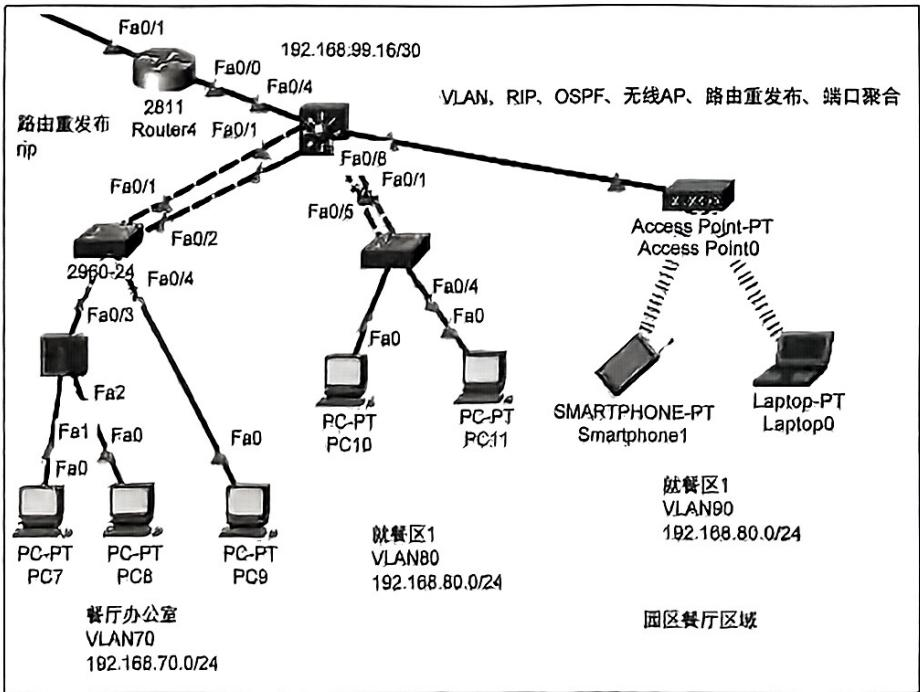 Fa0/1
192.168.99.16/30
Fa0/0
Fa0/4
2811
Router4
VLAN、RIP、OSPF、无线AP、路由重发布、端口聚合
路由重发布
rip
Fa0/1
Fa0/8
Fa0/1
Fa0/1
Fa0/5
Fa0/2
Access Point-PT
Access Point0
2960-24
Fa0/4
Fa0/3
Fa0/4
Fa0
Fa0
Fa2
PC-PT
PC10
PC-PT
PC11
SMARTPHONE-PT
Smartphone1
Laptop-PT
Laptop0
Fa1
Fa0
Fa0
Fa0
PC-PT
PC7
PC-PT
PC8
PC-PT
PC9
就餐区1
VLAN80
192.168.80.0/24
就餐区1
VLAN90
192.168.80.0/24
餐厅办公室
VLAN70
192.168.70.0/24
园区餐厅区域